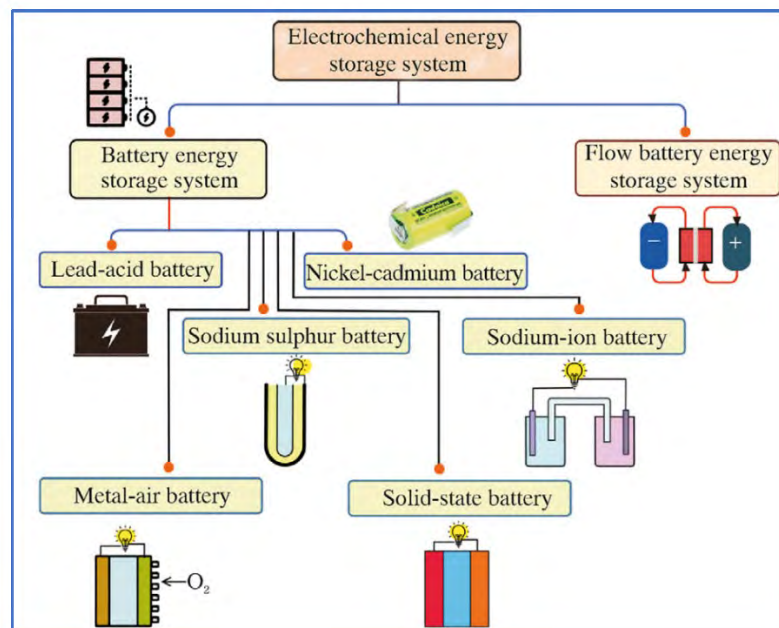 Electrochemical energy
storage system
Battery energy
storage system
Flow battery energy
storage system
Lead-acid battery
Nickel-cadmium battery
Sodium sulphur battery
Sodium-ion battery
Metal-air battery
Solid-state battery
O₂
−
+